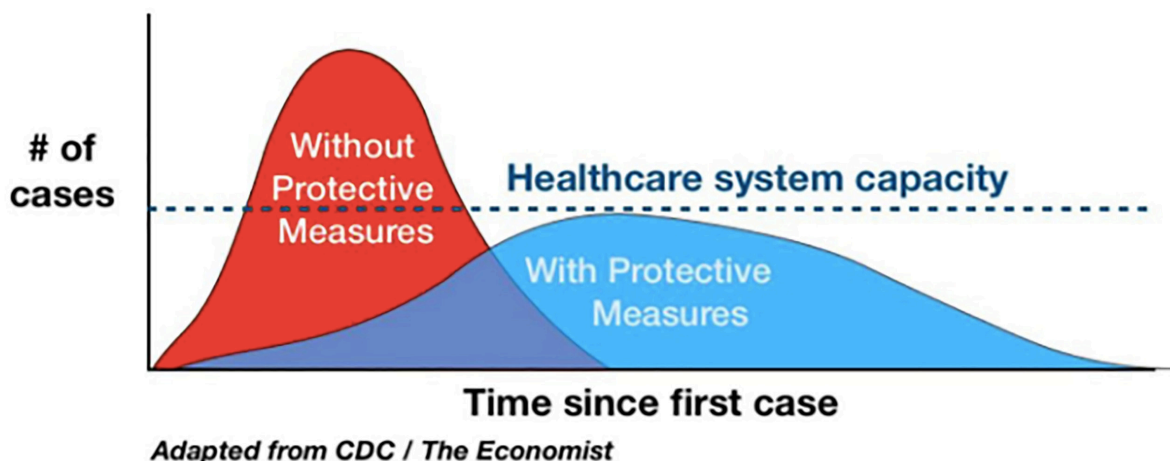 Without
Protective
Measures
# of
cases
Healthcare system capacity
With Protective
Measures
Time since first case
Adapted from CDC / The Economist